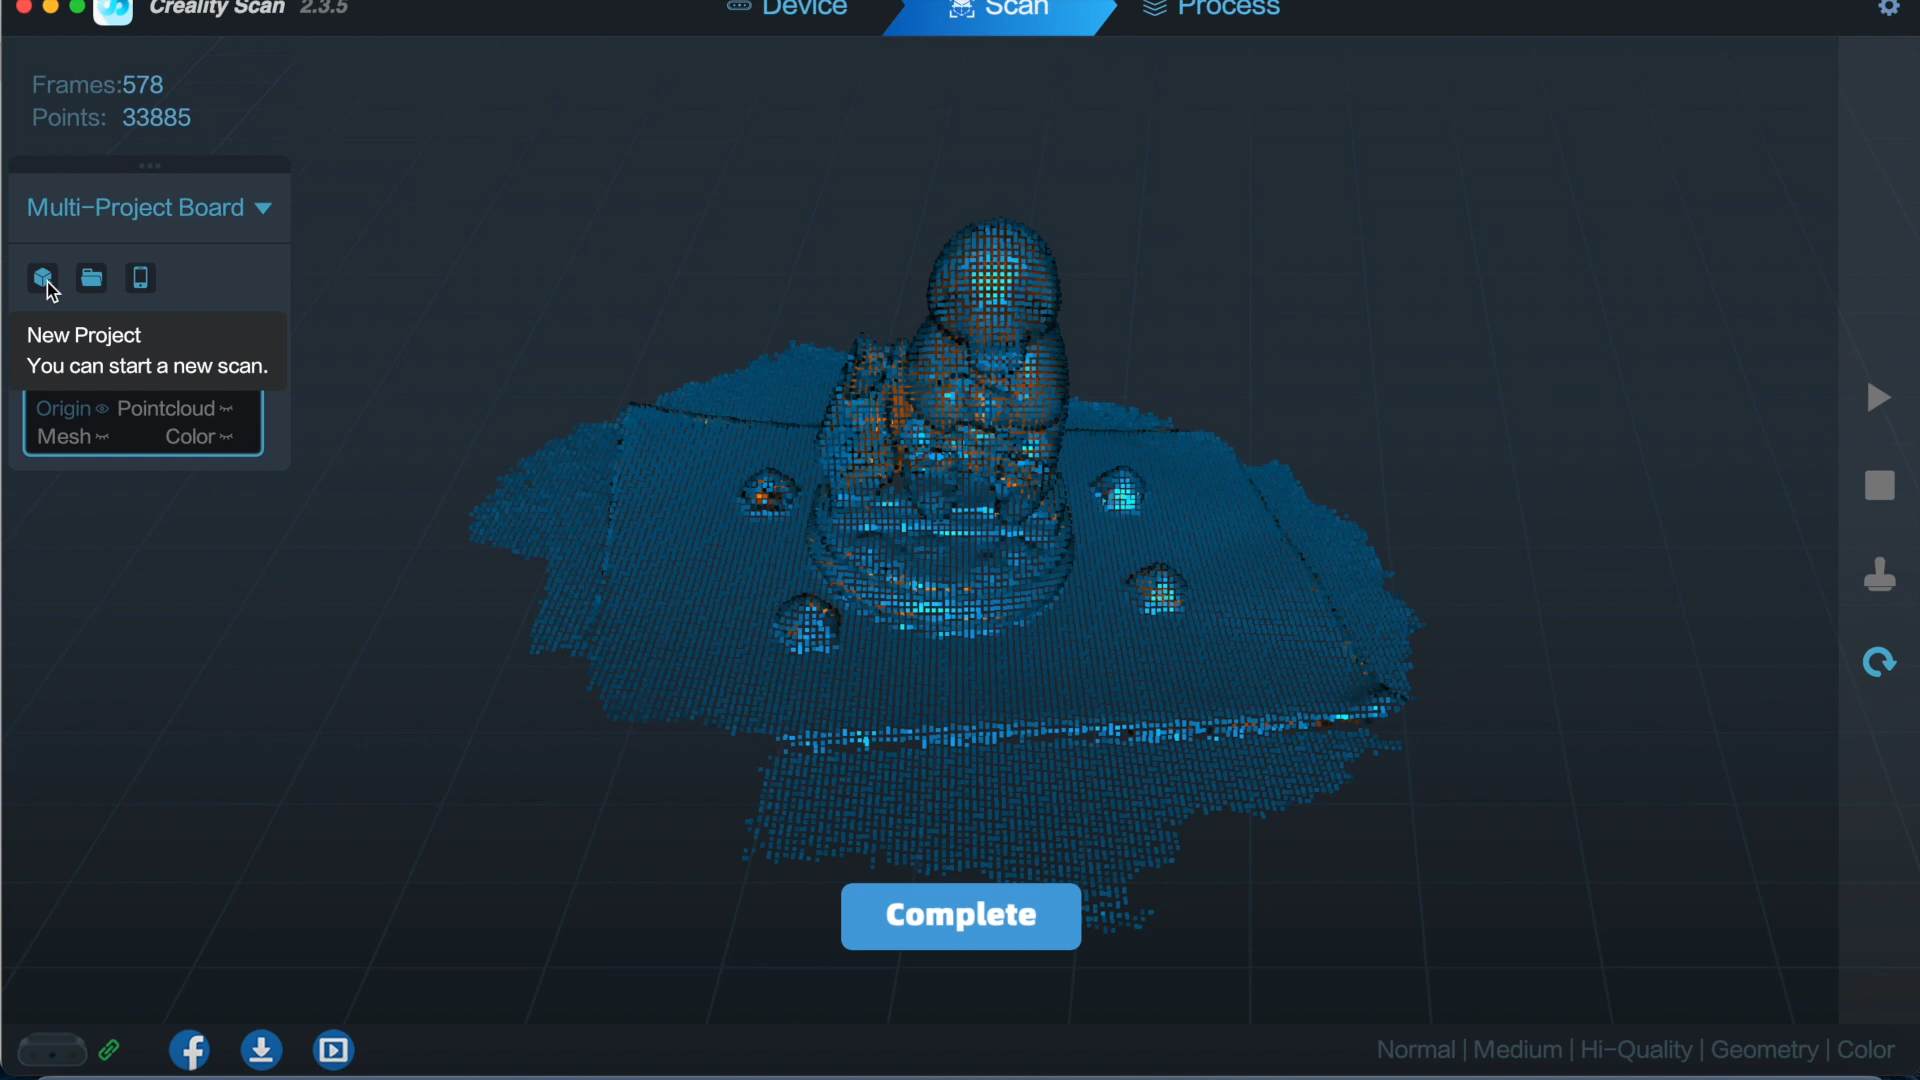 Creality Scan 2.3.5
Device
Scan
Process
Frames:578
Points: 33885
Multi-Project Board
New Project
You can start a new scan.
Origin Pointcloud
Mesh Color
Complete
Normal | Medium | Hi-Quality | Geometry | Color